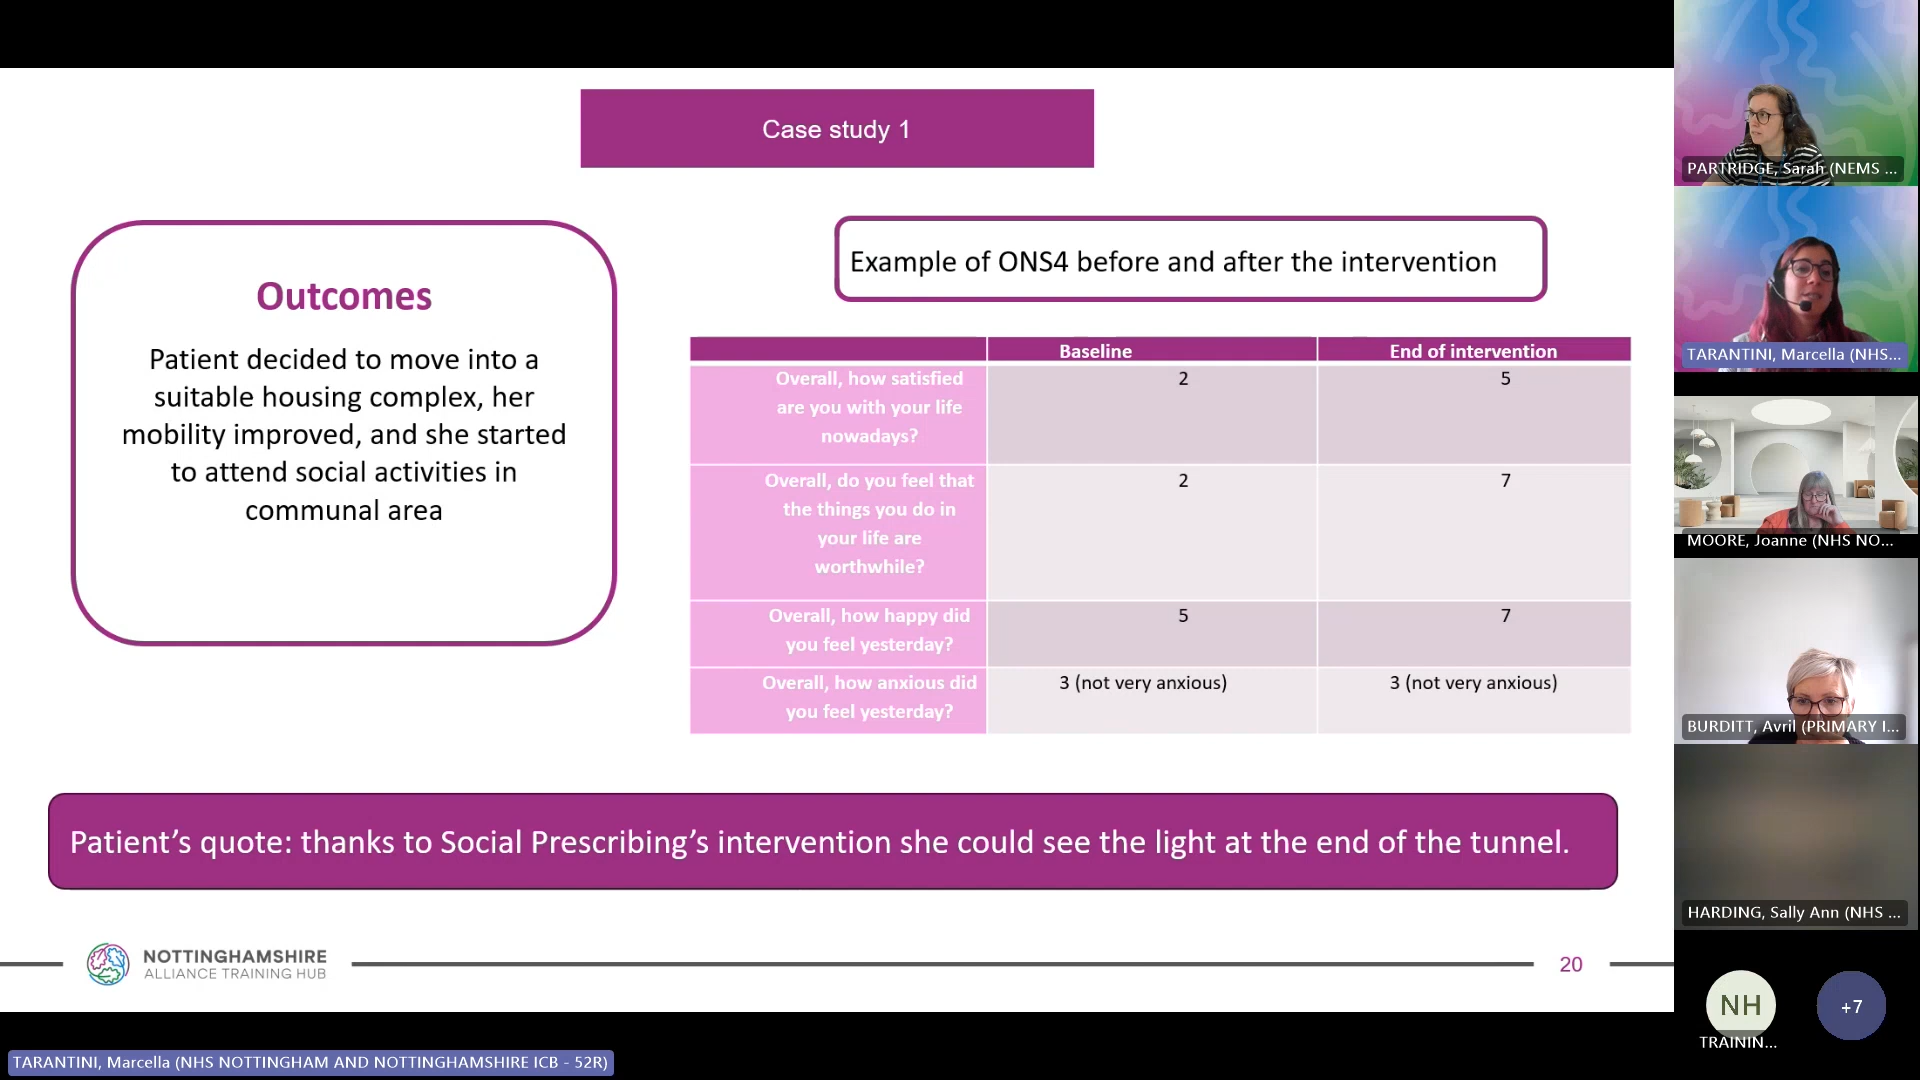 Case study 1
Outcomes
Patient decided to move into a
suitable housing complex, her
mobility improved, and she started
to attend social activities in
communal area
Example of ONS4 before and after the intervention
Baseline End of intervention
Overall, how satisfied
are you with your life
nowadays?
2 5
Overall, do you feel that
the things you do in
your life are
worthwhile?
2 7
Overall, how happy did
you feel yesterday?
5 7
Overall, how anxious did
you feel yesterday?
3 (not very anxious) 3 (not very anxious)
Patient’s quote: thanks to Social Prescribing’s intervention she could see the light at the end of the tunnel.
NOTTINGHAMSHIRE
ALLIANCE TRAINING HUB
20
TARANTINI, Marcella (NHS NOTTINGHAM AND NOTTINGHAMSHIRE ICB - 52R)
PARTRIDGE, Sarah (NEMS ...
TARANTINI, Marcella (NHS...
MOORE, Joanne (NHS NO...
BURDITT, Avril (PRIMARY I...
HARDING, Sally Ann (NHS ...
NH
TRAININ...
+7